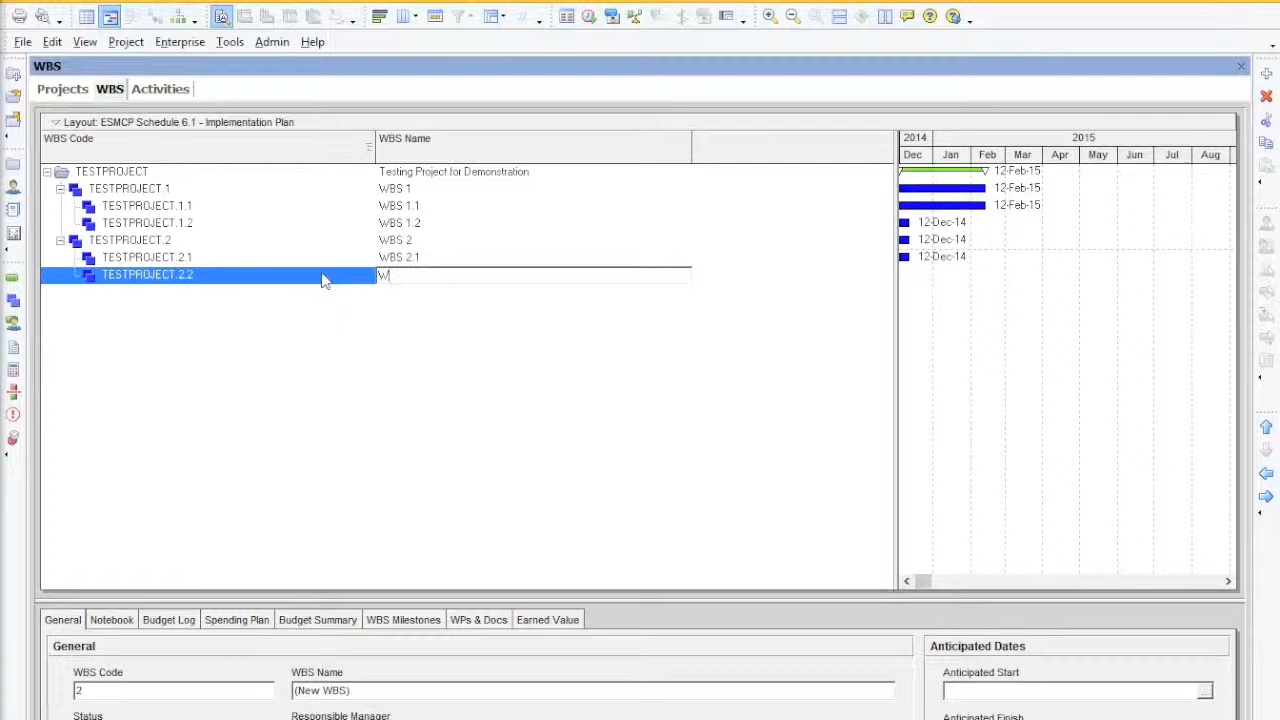 File Edit View Project Enterprise Tools Admin Help
WBS
Projects WBS Activities
Layout: ESMCP Schedule 6.1 - Implementation Plan
WBS Code WBS Name 2014 2015
Dec Jan Feb Mar Apr May Jun Jul Aug
TESTPROJECT Testing Project for Demonstration 12-Feb-15
TESTPROJECT.1 WBS 1 12-Feb-15
TESTPROJECT.1.1 WBS 1.1 12-Feb-15
TESTPROJECT.1.2 WBS 1.2 12-Dec-14
TESTPROJECT.2 WBS 2 12-Dec-14
TESTPROJECT.2.1 WBS 2.1 12-Dec-14
TESTPROJECT.2.2 W
General Notebook Budget Log Spending Plan Budget Summary WBS Milestones WPs & Docs Earned Value
General Anticipated Dates
WBS Code WBS Name Anticipated Start
2 (New WBS) ...
Status Responsible Manager Anticipated Finish